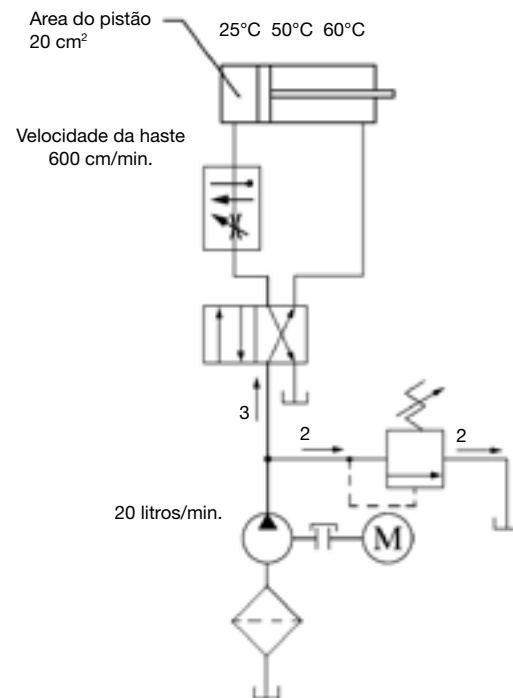 Area do pistão
20 cm²
25°C 50°C 60°C
Velocidade da haste
600 cm/min.
3
2
2
20 litros/min.
M